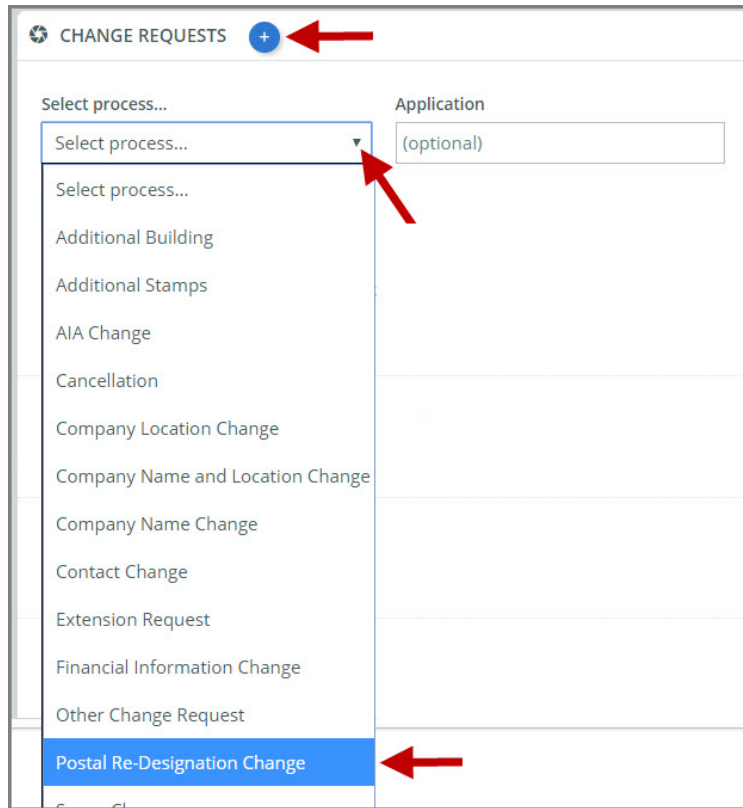 CHANGE REQUESTS +
Select process... Application
Select process... (optional)
Select process...
Additional Building
Additional Stamps
AIA Change
Cancellation
Company Location Change
Company Name and Location Change
Company Name Change
Contact Change
Extension Request
Financial Information Change
Other Change Request
Postal Re-Designation Change